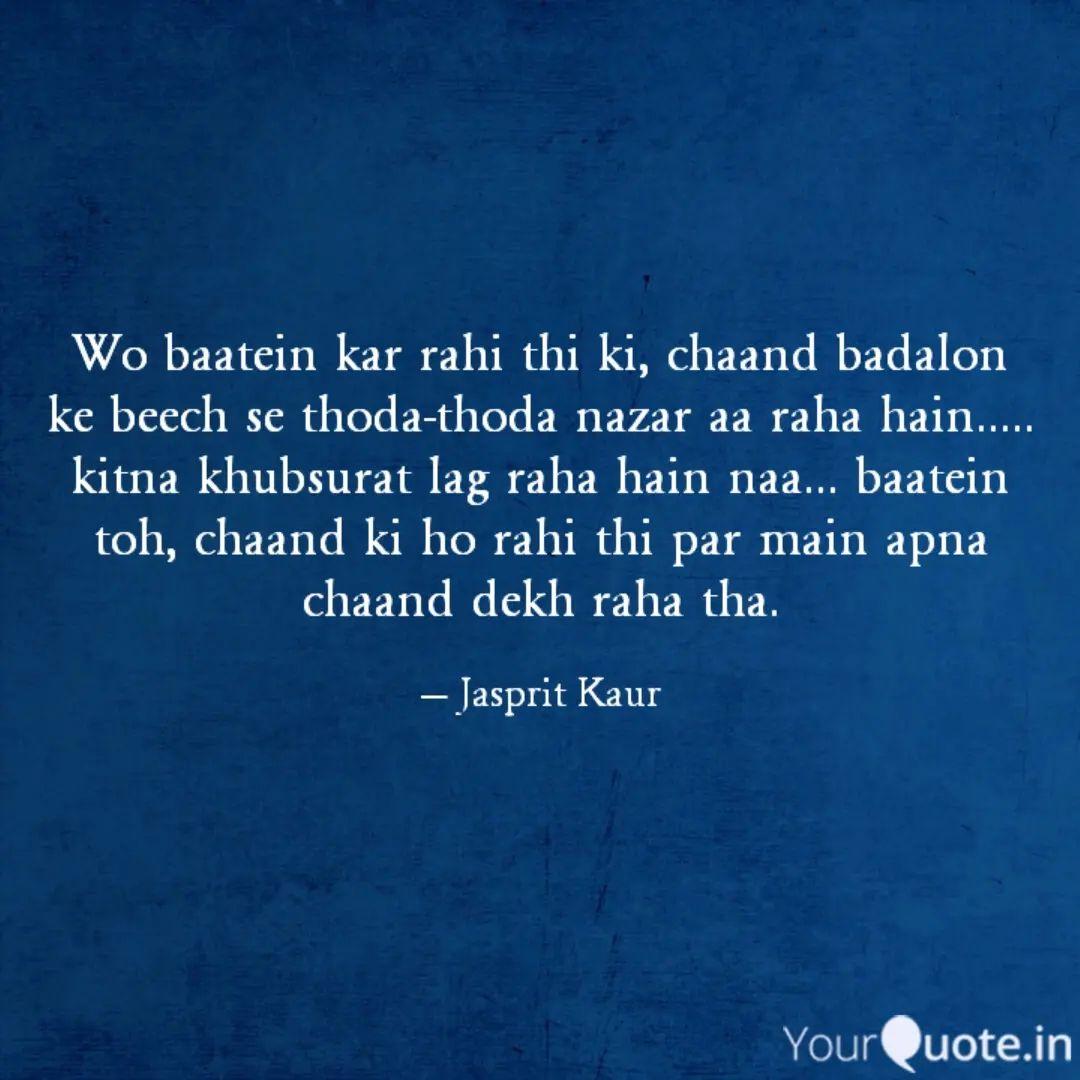 Wo baatein kar rahi thi ki, chaand badalon
ke beech se thoda-thoda nazar aa raha hain.....
kitna khubsurat lag raha hain naa... baatein
toh, chaand ki ho rahi thi par main apna
chaand dekh raha tha.
– Jasprit Kaur
YourQuote.in